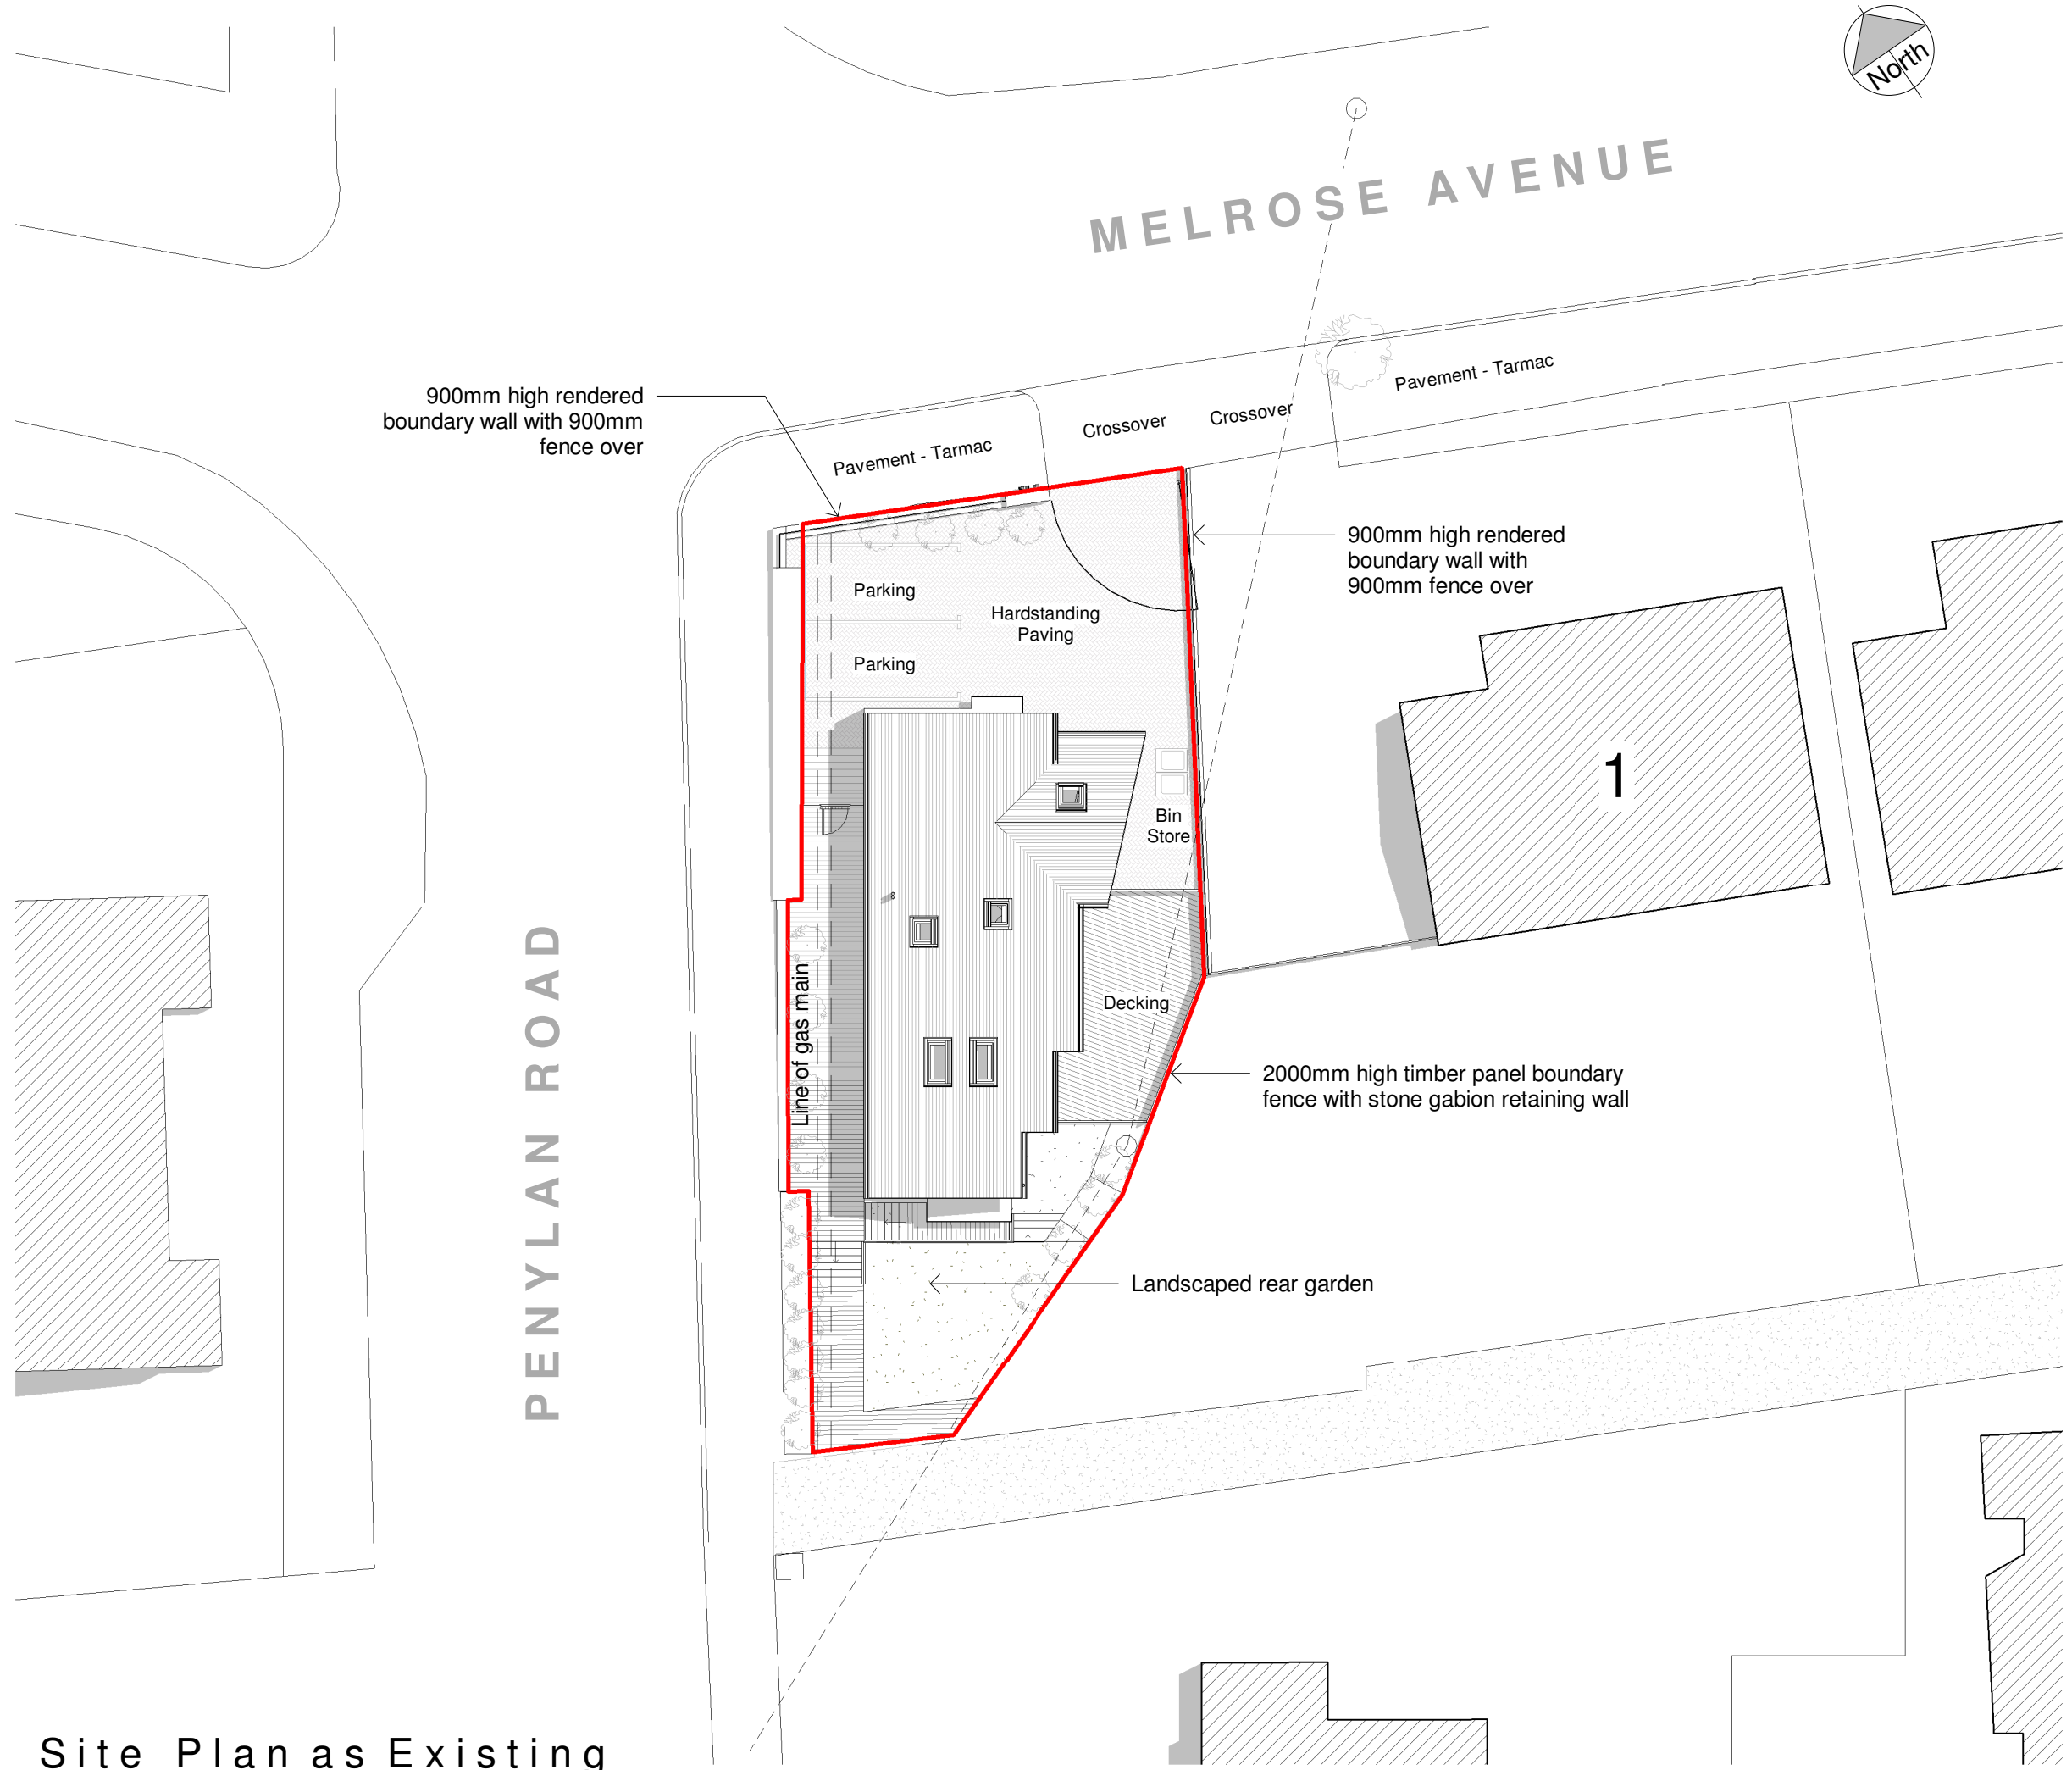 North
MELROSE AVENUE
900mm high rendered
boundary wall with 900mm
fence over
Pavement - Tarmac
Crossover
Crossover
Pavement - Tarmac
900mm high rendered
boundary wall with
900mm fence over
Parking
Hardstanding
Paving
Parking
1
Bin
Store
Line of gas main
Decking
PENYLAN ROAD
2000mm high timber panel boundary
fence with stone gabion retaining wall
Landscaped rear garden
Site Plan as Existing